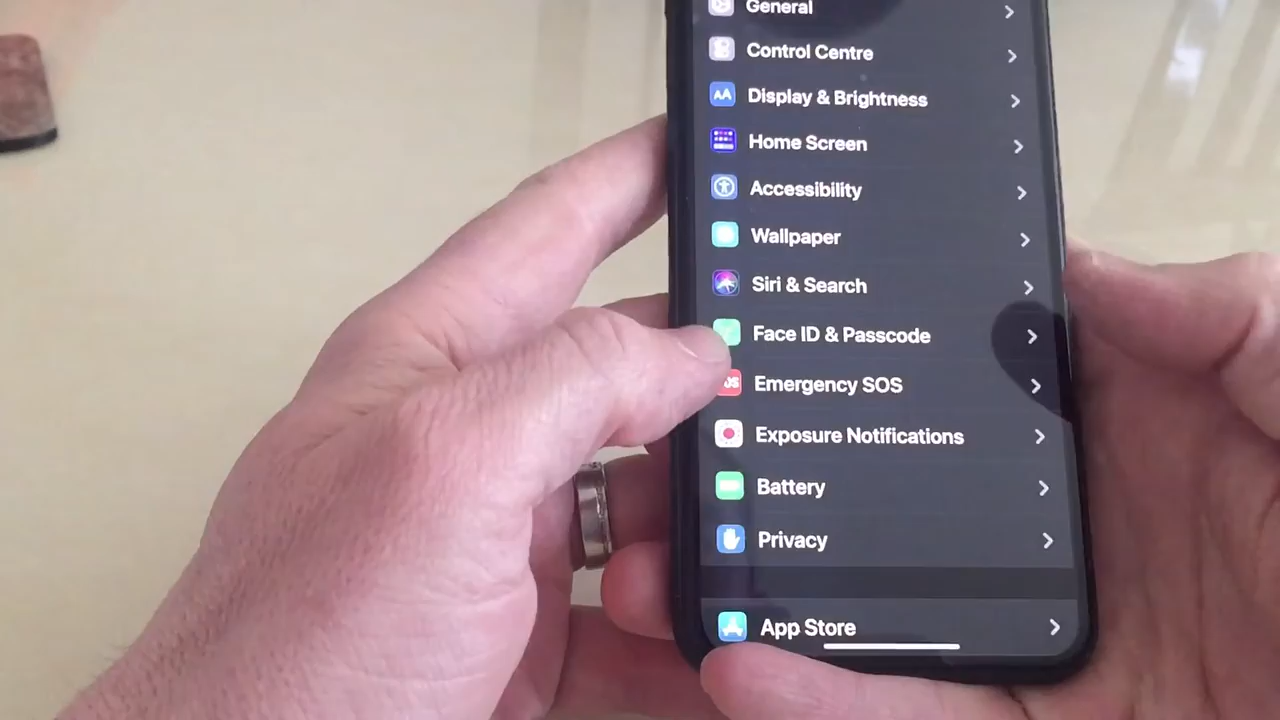 General
Control Centre
AA
Display & Brightness
Home Screen
Accessibility
Wallpaper
Siri & Search
Face ID & Passcode
Emergency SOS
Exposure Notifications
Battery
Privacy
App Store